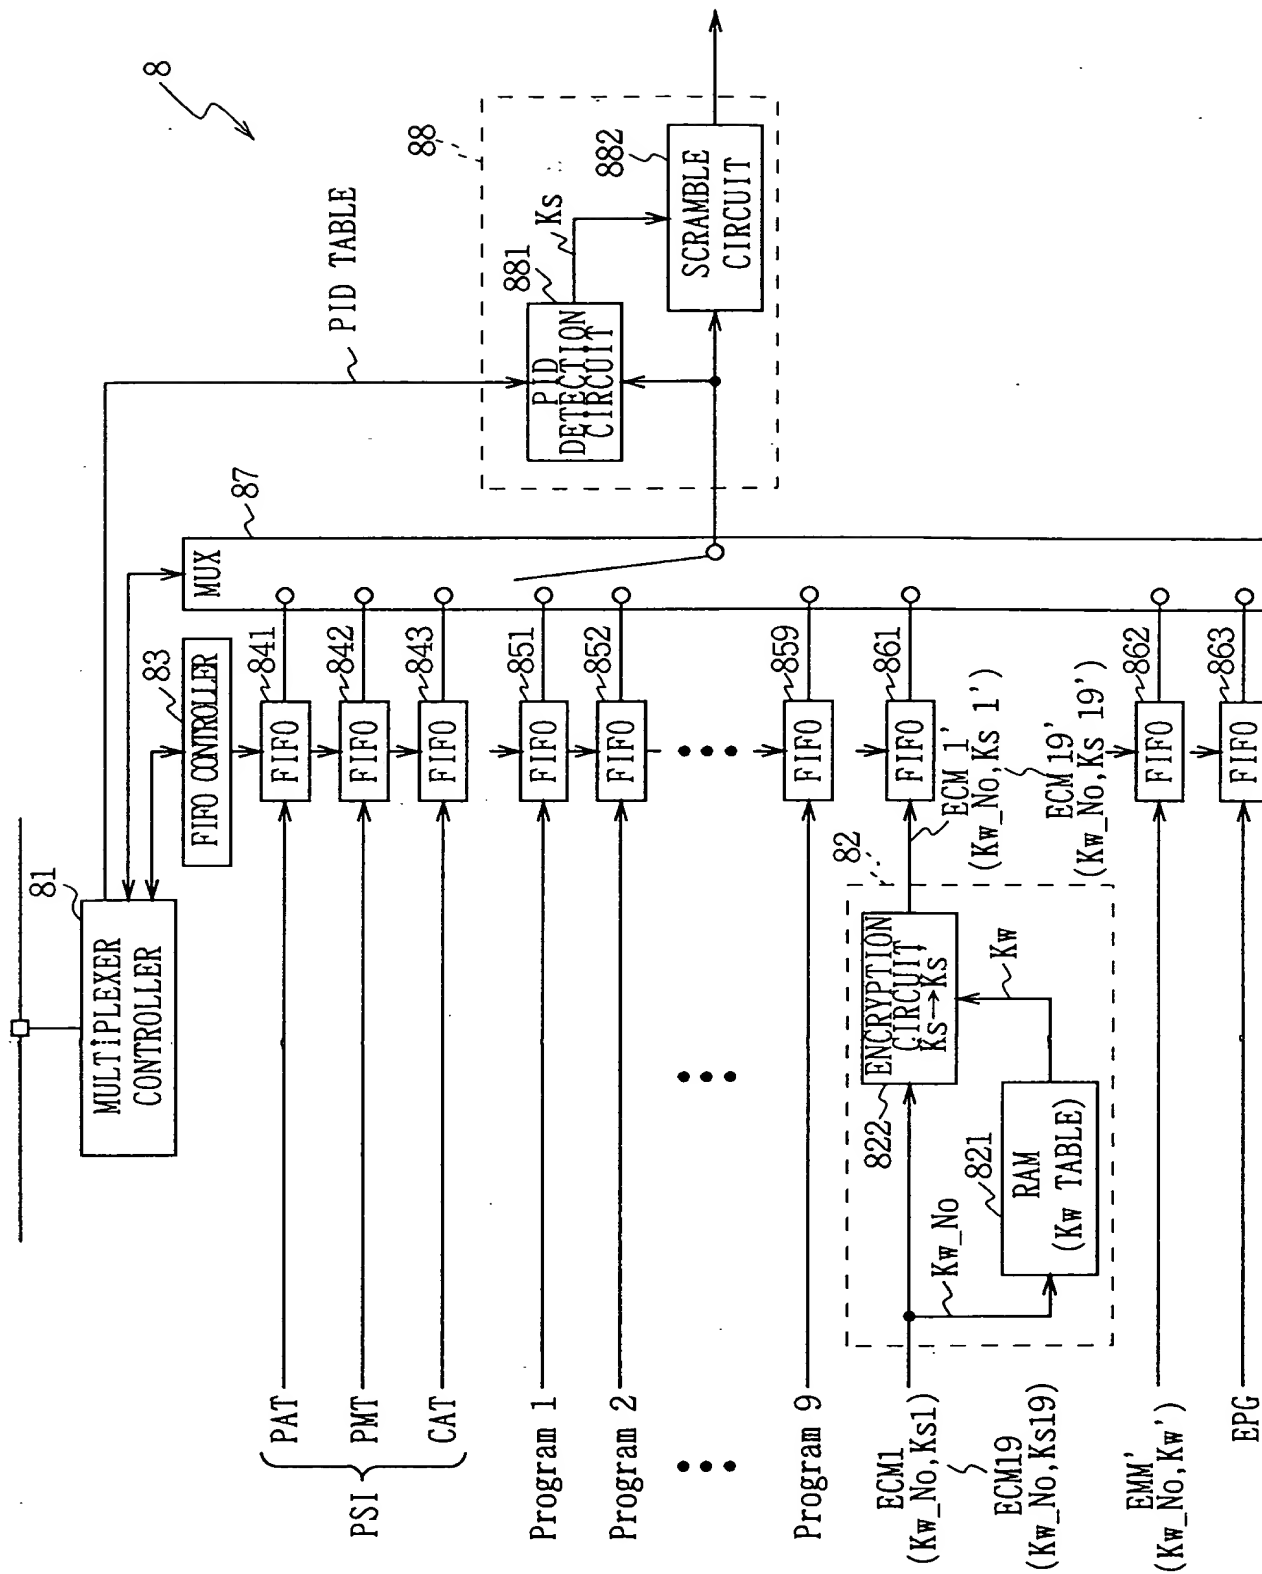 8
81
MULTIPLEXER
CONTROLLER
PID TABLE
83
FIFO CONTROLLER
87
MUX
88
881
PID
DETECTION
CIRCUIT
Ks
882
SCRAMBLE
CIRCUIT
PSI
PAT
FIFO
841
PMT
FIFO
842
CAT
FIFO
843
Program 1
FIFO
851
Program 2
FIFO
852
Program 9
FIFO
859
ECM1
(Kw_No,Ks1)
ECM19
(Kw_No,Ks19)
82
Kw_No
822
ENCRYPTION
CIRCUIT
Ks→Ks'
821
RAM
(Kw TABLE)
Kw
FIFO
861
ECM 1'
(Kw_No,Ks 1')
ECM 19'
(Kw_No,Ks 19')
EMM'
(Kw_No,Kw')
FIFO
862
EPG
FIFO
863